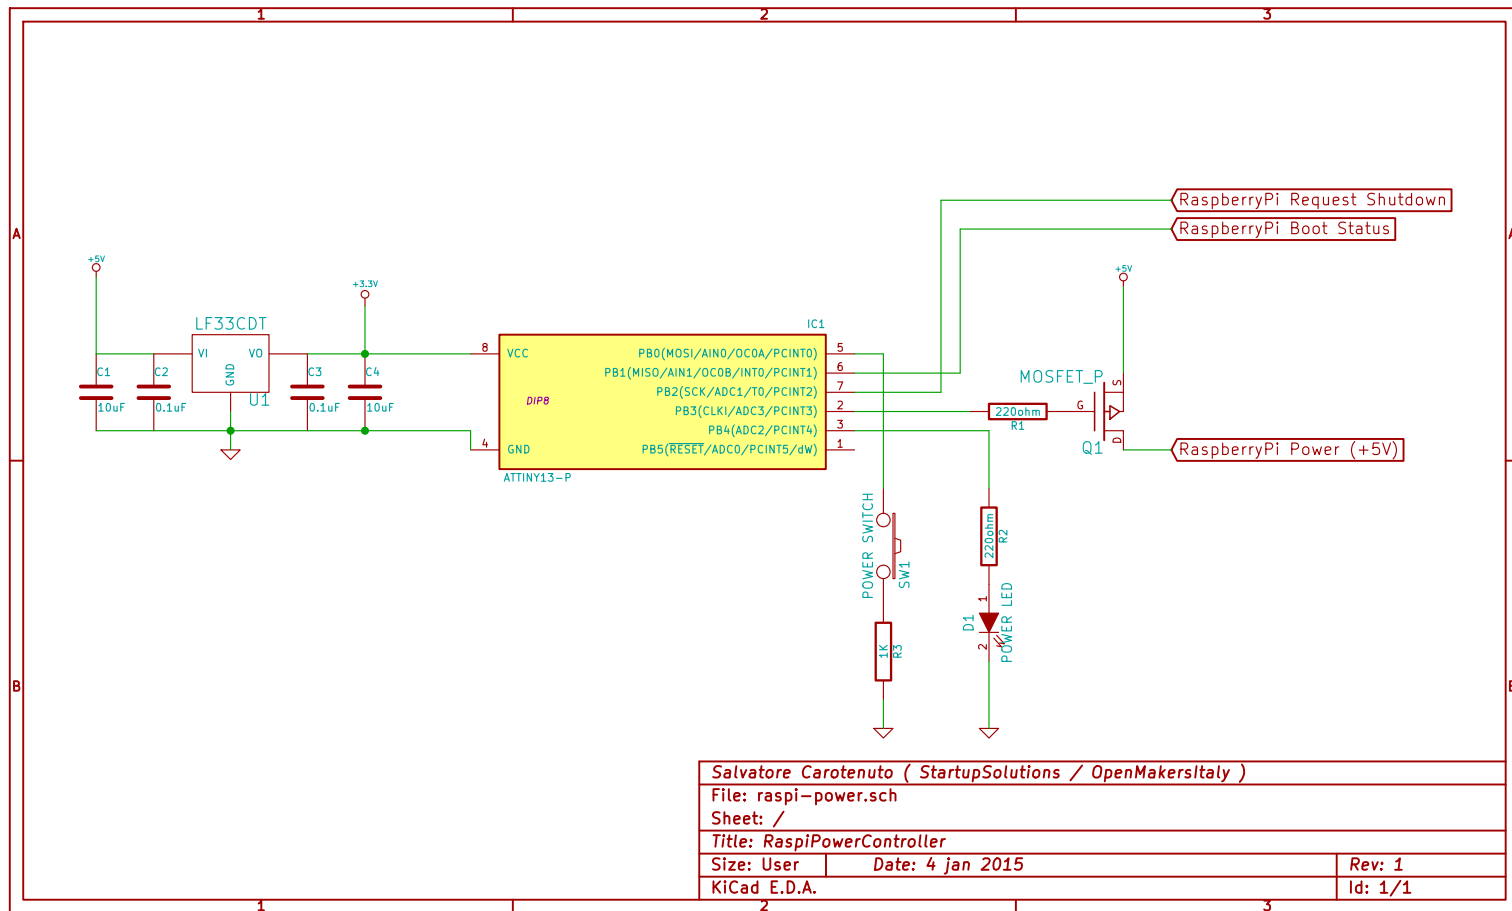 1
2
3
A
A
RaspberryPi Request Shutdown
RaspberryPi Boot Status
+5V
+5V
+3.3V
LF33CDT
VI
VO
GND
U1
C1
10uF
C2
0.1uF
C3
0.1uF
C4
10uF
IC1
8
VCC
4
GND
DIP8
ATTINY13-P
PB0(MOSI/AIN0/OC0A/PCINT0)
5
PB1(MISO/AIN1/OC0B/INT0/PCINT1)
6
PB2(SCK/ADC1/T0/PCINT2)
7
PB3(CLKI/ADC3/PCINT3)
2
PB4(ADC2/PCINT4)
3
PB5(RESET/ADC0/PCINT5/dW)
1
MOSFET_P
S
G
D
Q1
220ohm
R1
RaspberryPi Power (+5V)
POWER SWITCH
SW1
220ohm
R2
1
D1
POWER LED
2
1K
R3
B
B
Salvatore Carotenuto ( StartupSolutions / OpenMakersItaly )
File: raspi-power.sch
Sheet: /
Title: RaspiPowerController
Size: User
Date: 4 jan 2015
Rev: 1
KiCad E.D.A.
Id: 1/1
1
2
3